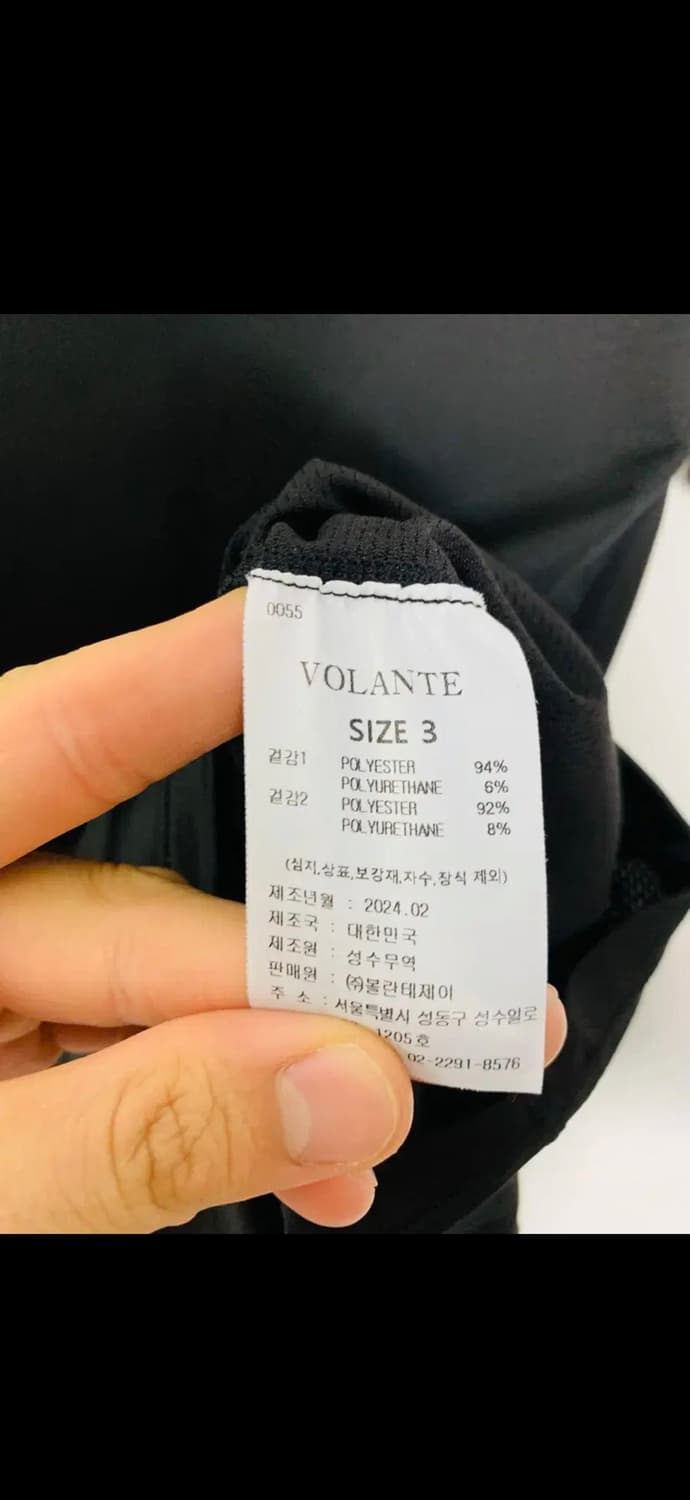 0055
VOLANTE
SIZE 3
겉감1 POLYESTER 94%
POLYURETHANE 6%
겉감2 POLYESTER 92%
POLYURETHANE 8%
(심지,상표,보강재,자수,장식 제외)
제조년월 : 2024.02
제조국 : 대한민국
제조원 : 성수무역
판매원 : ㈜볼란테제이
주 소 : 서울특별시 성동구 성수일로
1205호
02-2291-8576